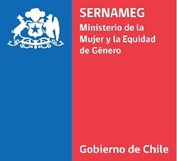 SERNAMEG
Ministerio de la
Mujer y la Equidad
de Género
Gobierno de Chile